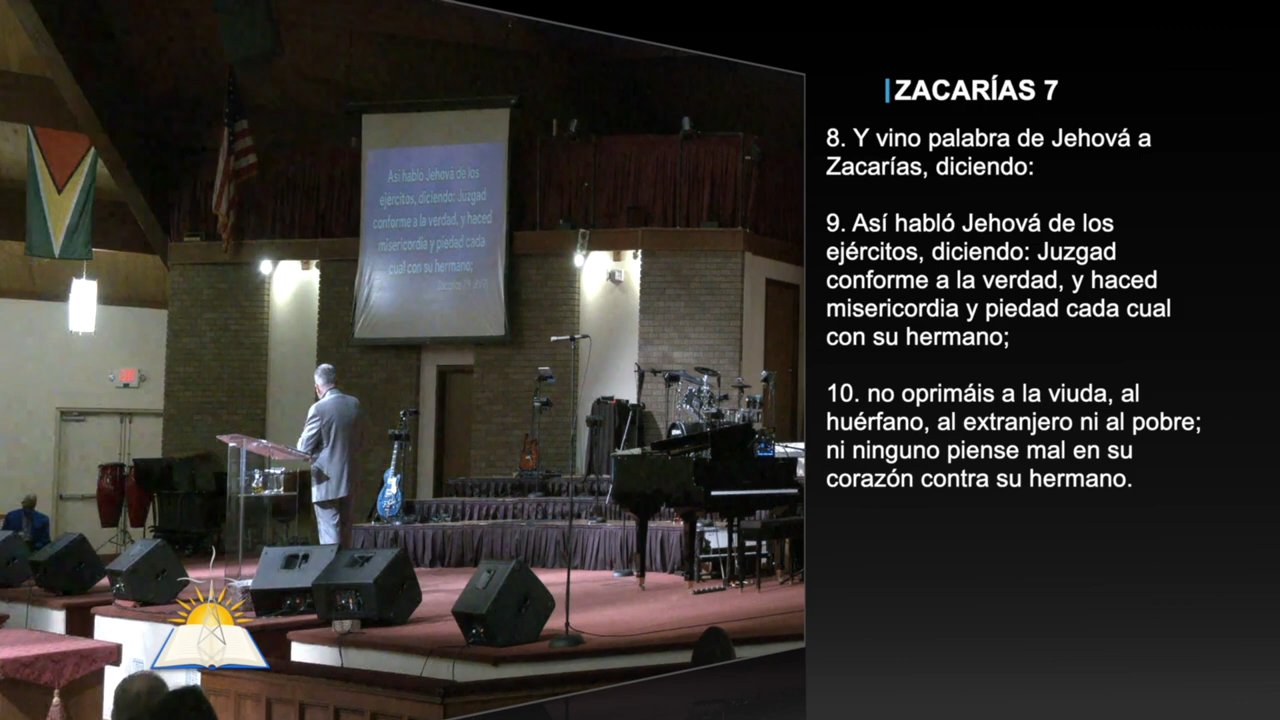 Así habló Jehová de los
ejércitos, diciendo: Juzgad
conforme a la verdad, y haced
misericordia y piedad cada
cual con su hermano;
ZACARÍAS 7
8. Y vino palabra de Jehová a
Zacarías, diciendo:
9. Así habló Jehová de los
ejércitos, diciendo: Juzgad
conforme a la verdad, y haced
misericordia y piedad cada cual
con su hermano;
10. no oprimáis a la viuda, al
huérfano, al extranjero ni al pobre;
ni ninguno piense mal en su
corazón contra su hermano.